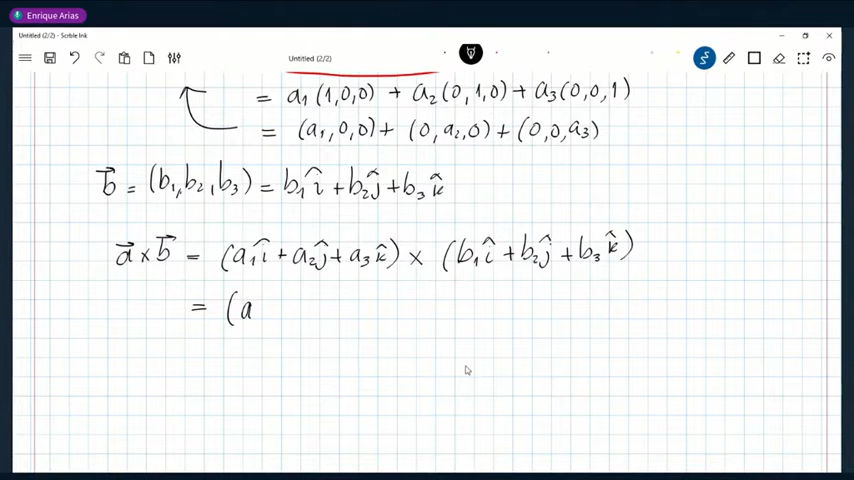 Enrique Arias
Untitled (2/2) - Scrble Ink
Untitled (2/2)
= a₁(1,0,0) + a₂(0,1,0) + a₃(0,0,1)
= (a₁,0,0) + (0,a₂,0) + (0,0,a₃)
b⃗ = (b₁,b₂,b₃) = b₁î + b₂ĵ + b₃k̂
a⃗ × b⃗ = (a₁î + a₂ĵ + a₃k̂) × (b₁î + b₂ĵ + b₃k̂)
= (a